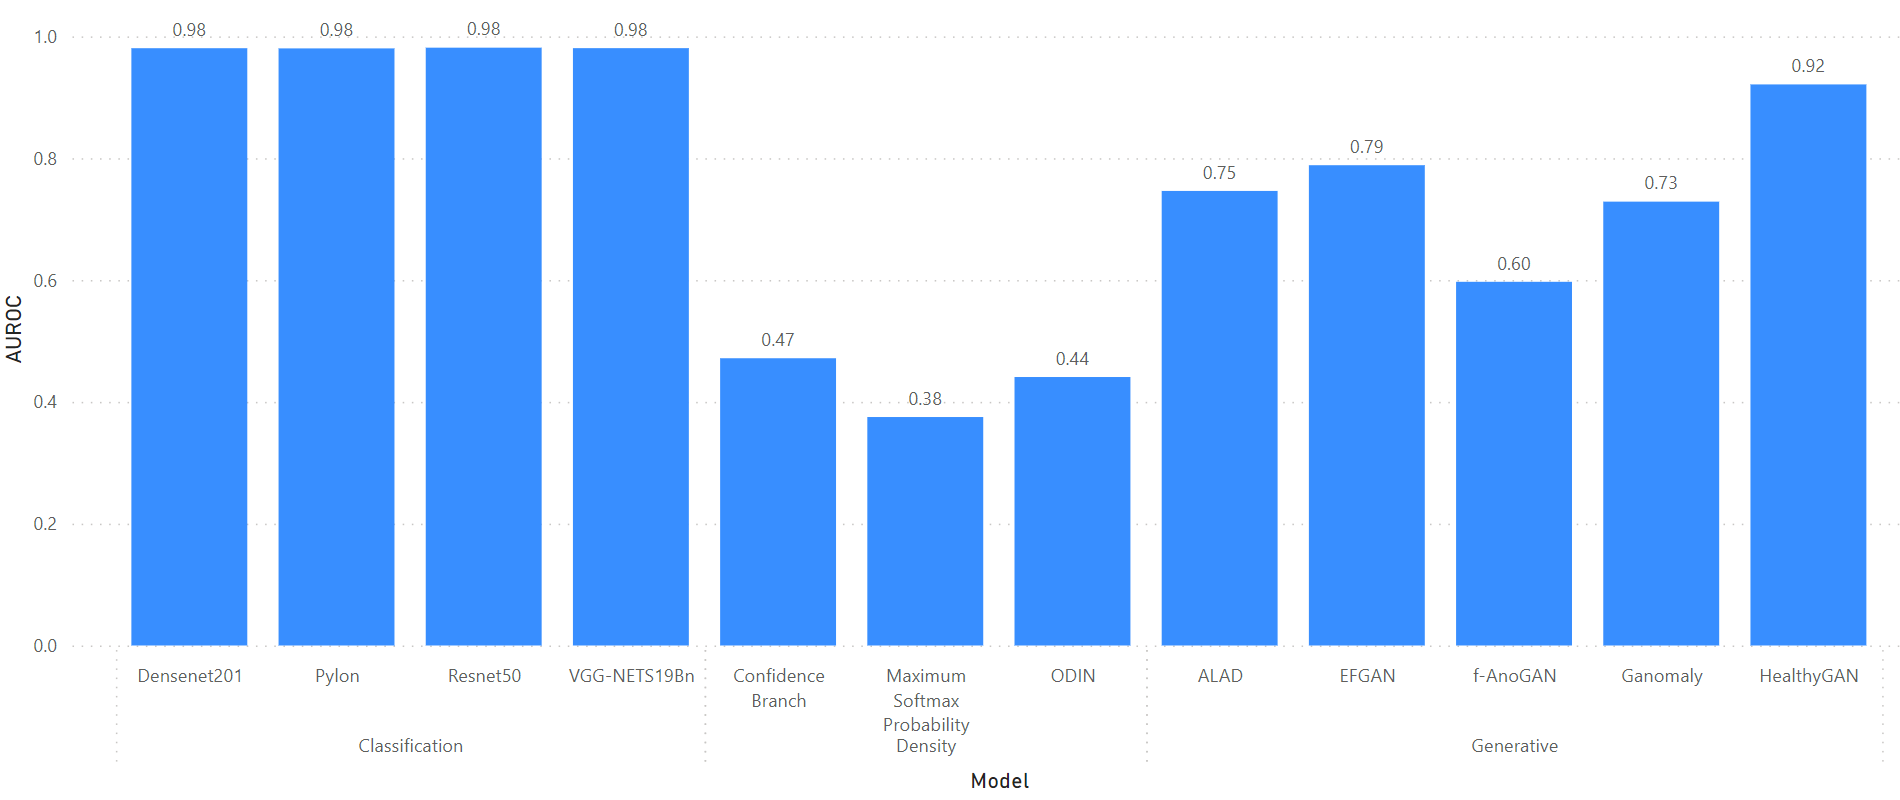 AUROC
1.0
0.8
0.6
0.4
0.2
0.0
0.98
0.98
0.98
0.98
0.47
0.38
0.44
0.75
0.79
0.60
0.73
0.92
Densenet201
Pylon
Resnet50
VGG-NETS19Bn
Confidence
Branch
Maximum
Softmax
Probability
ODIN
ALAD
EFGAN
f-AnoGAN
Ganomaly
HealthyGAN
Classification
Density
Generative
Model